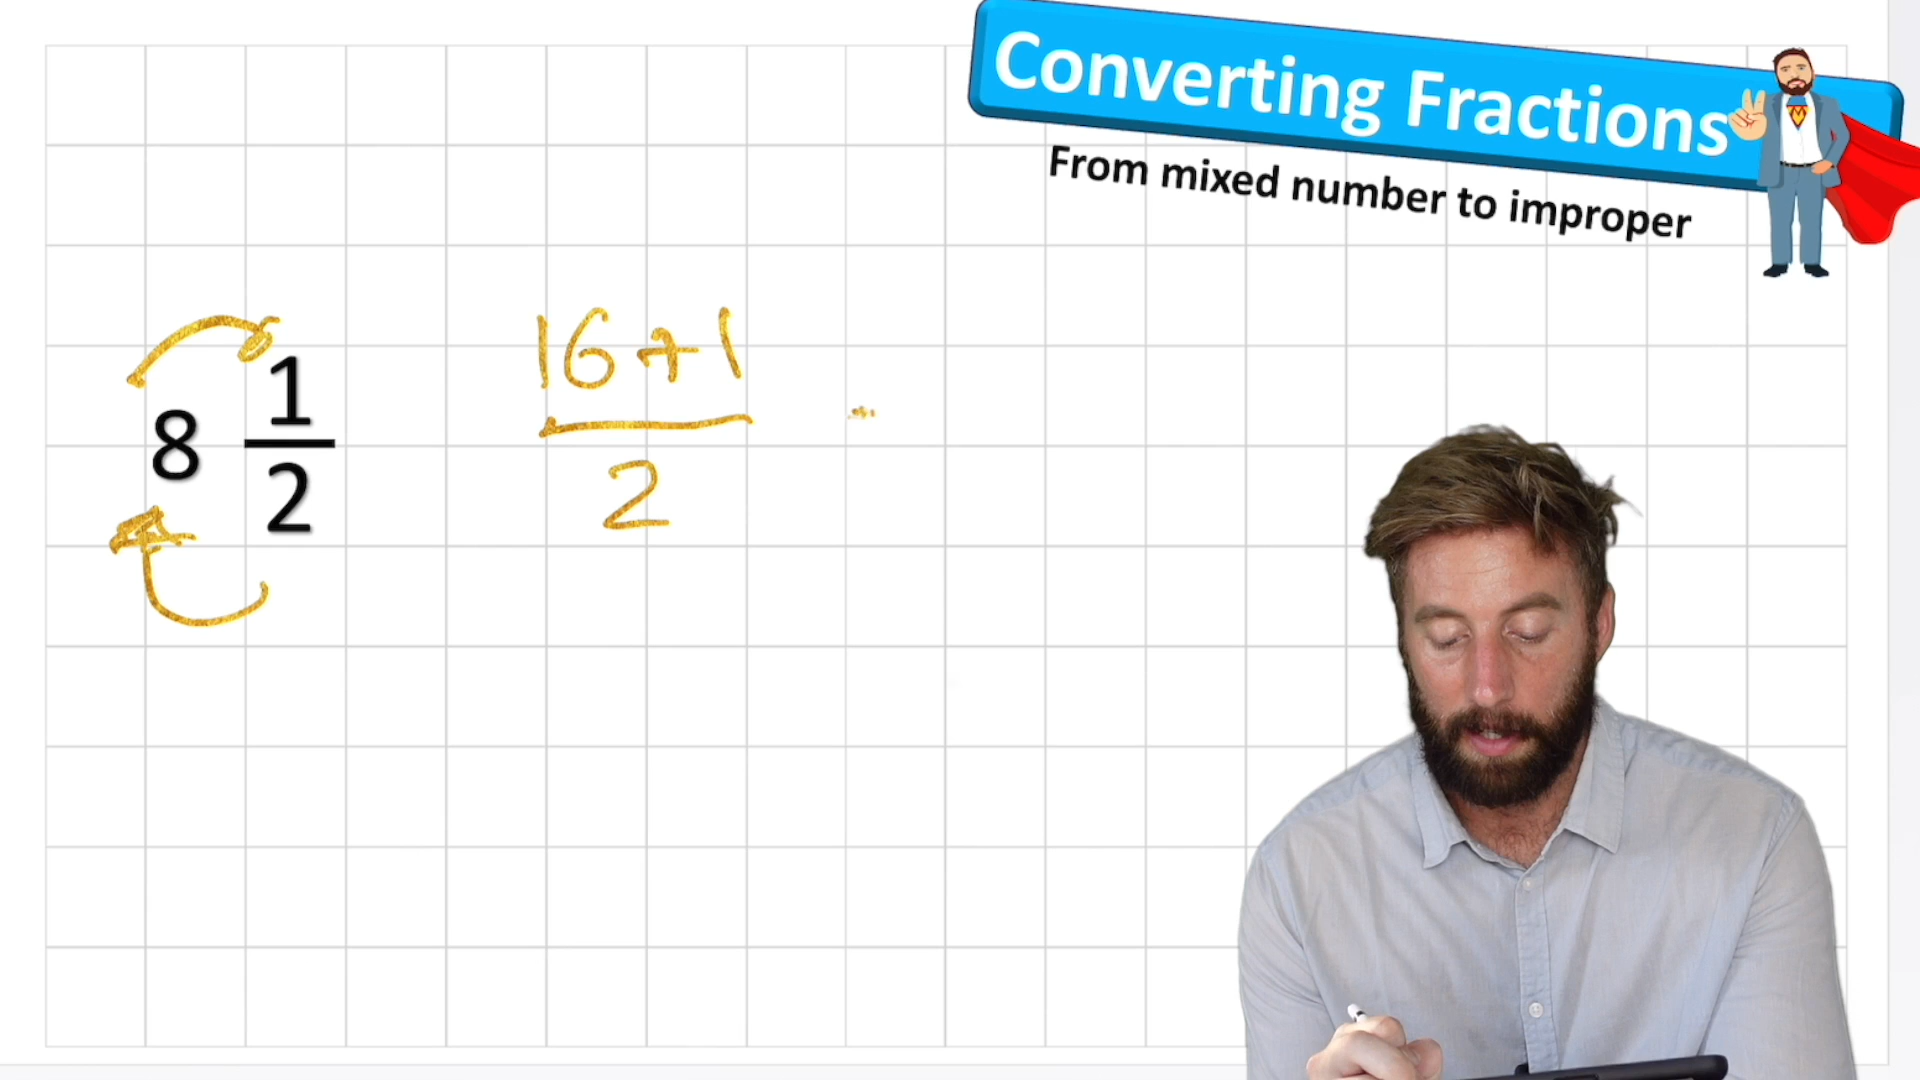 Converting Fractions
From mixed number to improper
8 1/2
16+1
2